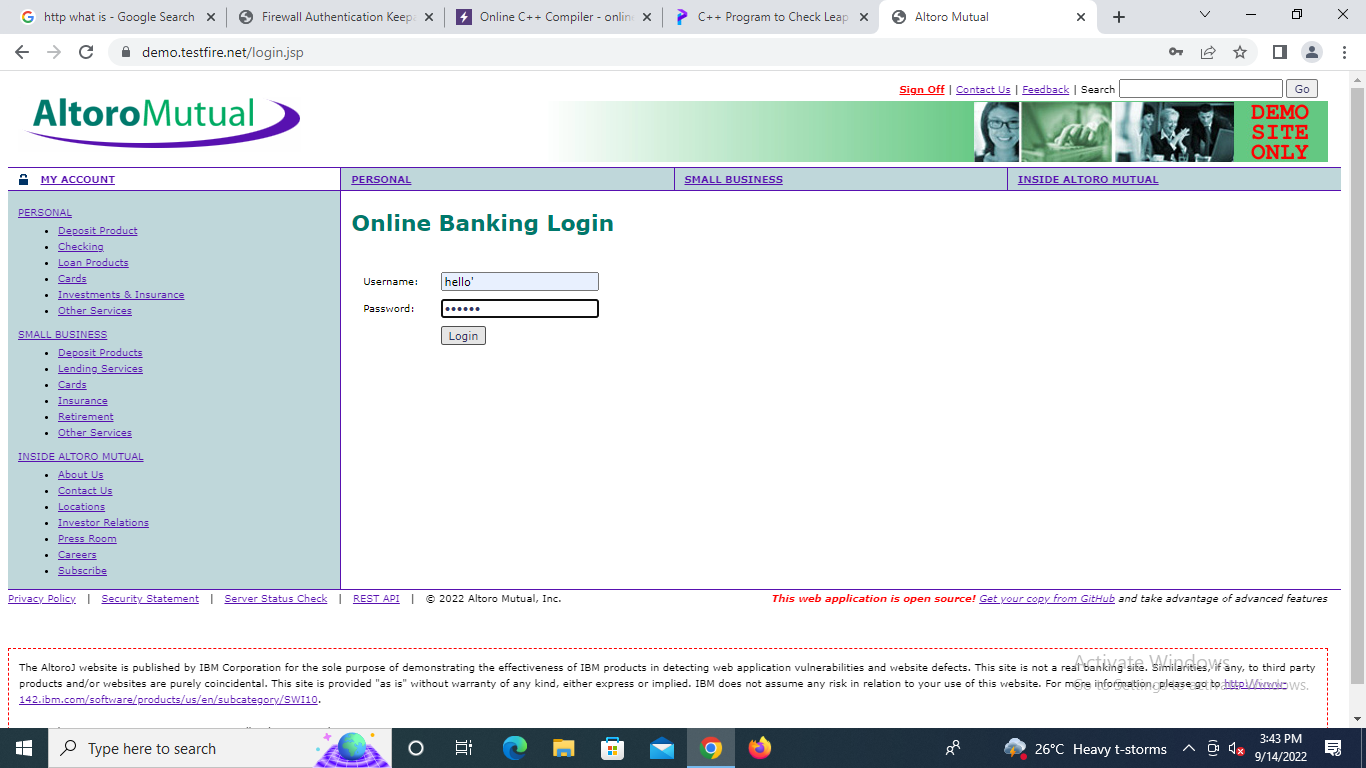 http what is - Google Search
Firewall Authentication Keepa
Online C++ Compiler - onlin
C++ Program to Check Leap
Altoro Mutual
demo.testfire.net/login.jsp
Sign Off | Contact Us | Feedback | Search Go
AltoroMutual
DEMO
SITE
ONLY
MY ACCOUNT PERSONAL SMALL BUSINESS INSIDE ALTORO MUTUAL
PERSONAL
Deposit Product
Checking
Loan Products
Cards
Investments & Insurance
Other Services
SMALL BUSINESS
Deposit Products
Lending Services
Cards
Insurance
Retirement
Other Services
INSIDE ALTORO MUTUAL
About Us
Contact Us
Locations
Investor Relations
Press Room
Careers
Subscribe
Online Banking Login
Username: hello'
Password: ••••••
Login
Privacy Policy | Security Statement | Server Status Check | REST API | © 2022 Altoro Mutual, Inc.
This web application is open source! Get your copy from GitHub and take advantage of advanced features
The AltoroJ website is published by IBM Corporation for the sole purpose of demonstrating the effectiveness of IBM products in detecting web application vulnerabilities and website defects. This site is not a real banking site. Similarities, if any, to third party
products and/or websites are purely coincidental. This site is provided "as is" without warranty of any kind, either express or implied. IBM does not assume any risk in relation to your use of this website. For more information, please go to http://www-
142.ibm.com/software/products/us/en/subcategory/SWI10.
Activate Windows
Go to Settings to activate Windows.
Type here to search
26°C Heavy t-storms
3:43 PM
9/14/2022